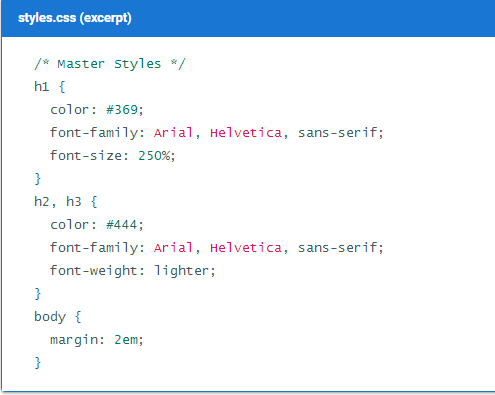 styles.css (excerpt)
/* Master Styles */
h1 {
  color: #369;
  font-family: Arial, Helvetica, sans-serif;
  font-size: 250%;
}
h2, h3 {
  color: #444;
  font-family: Arial, Helvetica, sans-serif;
  font-weight: lighter;
}
body {
  margin: 2em;
}